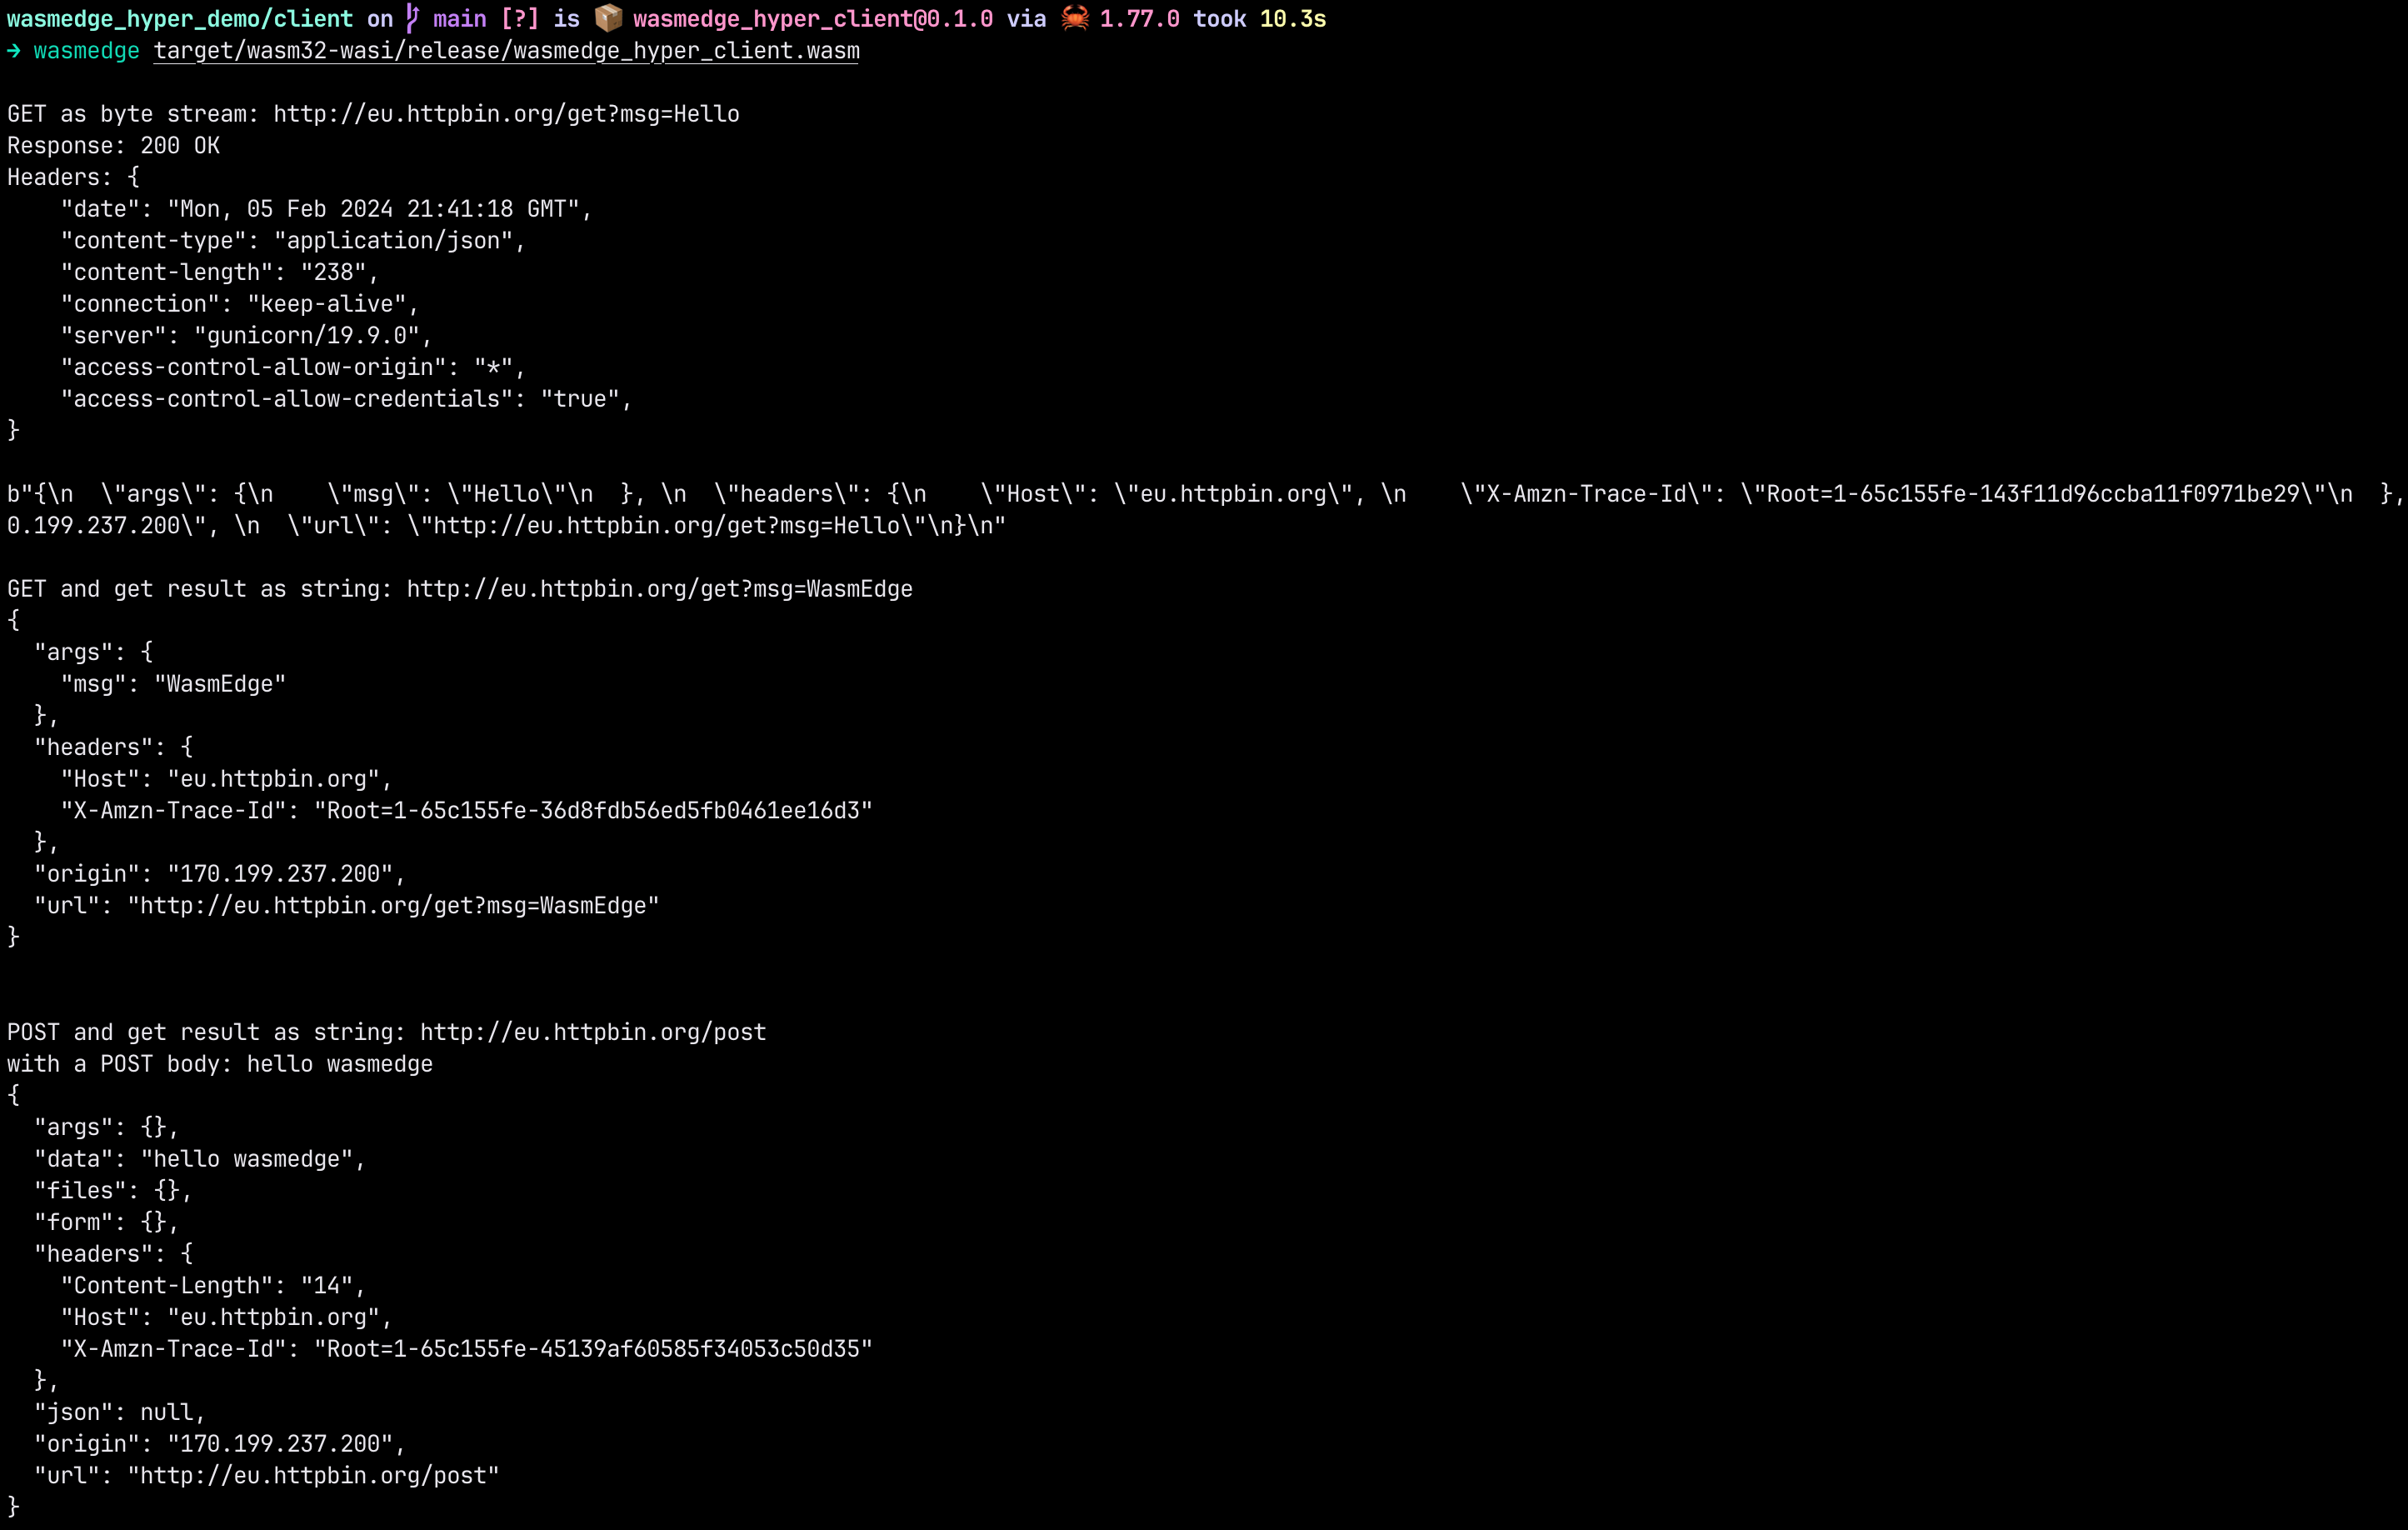 wasmedge_hyper_demo/client on main [?] is 📦 wasmedge_hyper_client@0.1.0 via 🦀 1.77.0 took 10.3s
→ wasmedge target/wasm32-wasi/release/wasmedge_hyper_client.wasm
GET as byte stream: http://eu.httpbin.org/get?msg=Hello
Response: 200 OK
Headers: {
    "date": "Mon, 05 Feb 2024 21:41:18 GMT",
    "content-type": "application/json",
    "content-length": "238",
    "connection": "keep-alive",
    "server": "gunicorn/19.9.0",
    "access-control-allow-origin": "*",
    "access-control-allow-credentials": "true",
}
b"{\n  \"args\": {\n    \"msg\": \"Hello\"\n  }, \n  \"headers\": {\n    \"Host\": \"eu.httpbin.org\", \n    \"X-Amzn-Trace-Id\": \"Root=1-65c155fe-143f11d96ccba11f0971be29\"\n  },
0.199.237.200\", \n  \"url\": \"http://eu.httpbin.org/get?msg=Hello\"\n}\n"
GET and get result as string: http://eu.httpbin.org/get?msg=WasmEdge
{
  "args": {
    "msg": "WasmEdge"
  },
  "headers": {
    "Host": "eu.httpbin.org",
    "X-Amzn-Trace-Id": "Root=1-65c155fe-36d8fdb56ed5fb0461ee16d3"
  },
  "origin": "170.199.237.200",
  "url": "http://eu.httpbin.org/get?msg=WasmEdge"
}
POST and get result as string: http://eu.httpbin.org/post
with a POST body: hello wasmedge
{
  "args": {},
  "data": "hello wasmedge",
  "files": {},
  "form": {},
  "headers": {
    "Content-Length": "14",
    "Host": "eu.httpbin.org",
    "X-Amzn-Trace-Id": "Root=1-65c155fe-45139af60585f34053c50d35"
  },
  "json": null,
  "origin": "170.199.237.200",
  "url": "http://eu.httpbin.org/post"
}